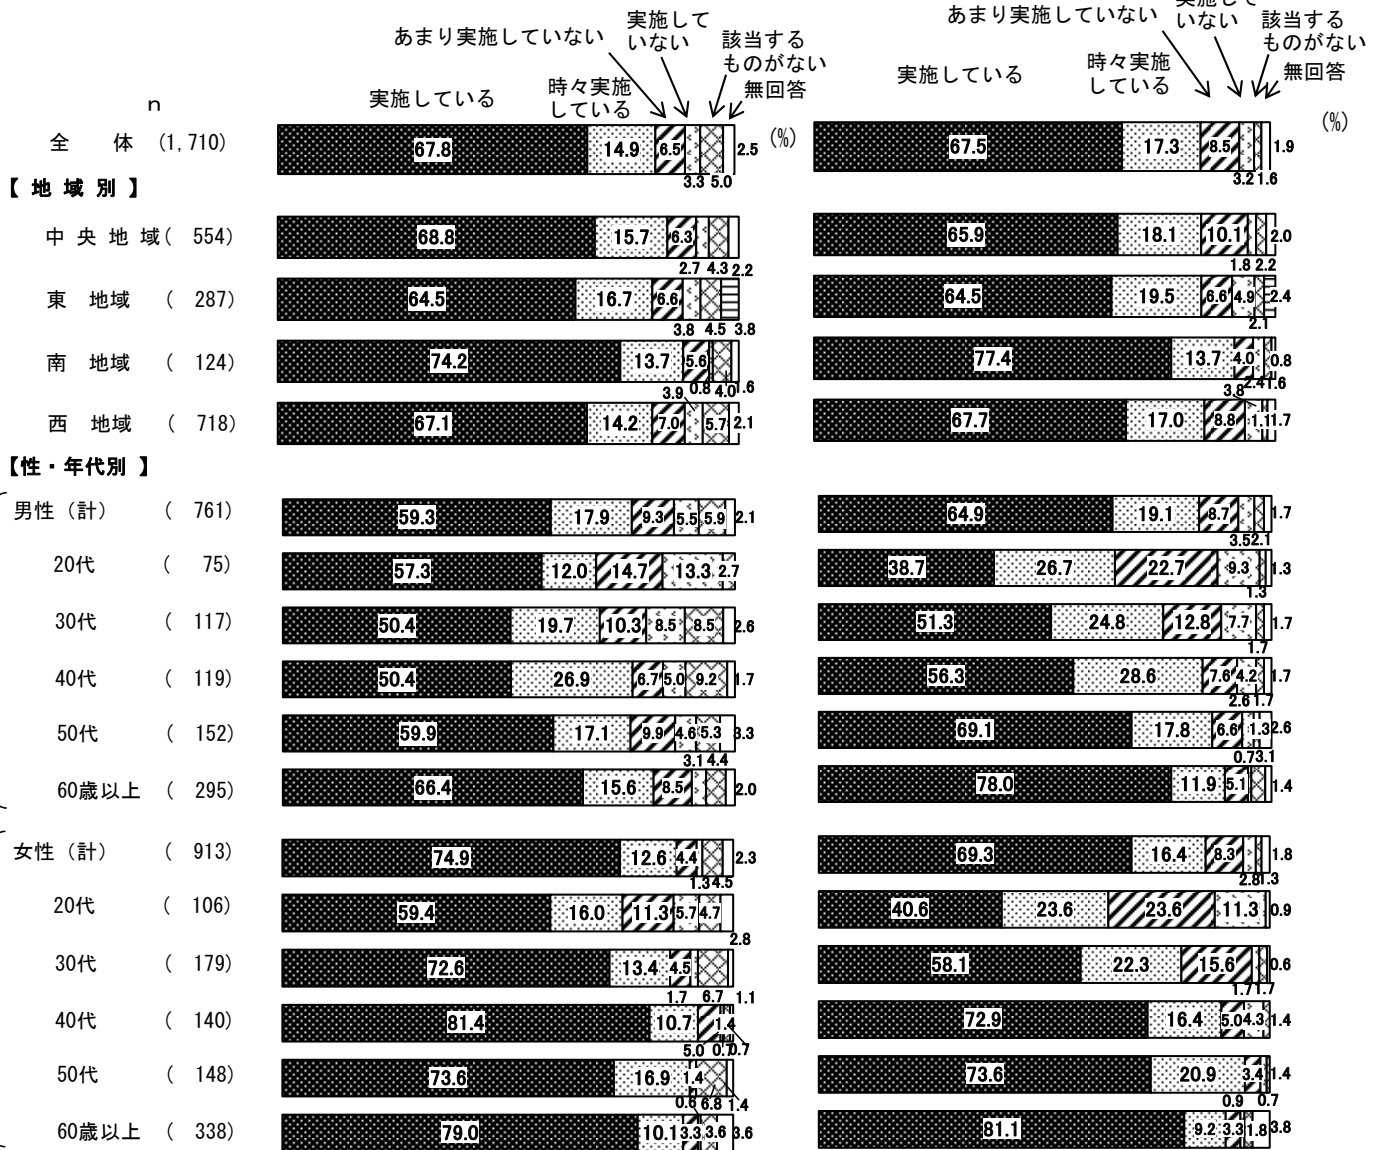 実施して
いない
あまり実施していない
該当する
ものがない
時々実施
している
無回答
実施している
あまり実施していない
いない
該当する
ものがない
実施している
時々実施
している
無回答
n
(%)
(%)
全 体 (1,710) 67.8 14.9 6.5 3.3 5.0 2.5 67.5 17.3 8.5 3.2 1.6 1.9
【 地 域 別 】
中 央 地 域 ( 554) 68.8 15.7 6.3 2.7 4.3 2.2 65.9 18.1 10.1 1.8 2.2 2.0
東 地域 ( 287) 64.5 16.7 6.6 3.8 4.5 3.8 64.5 19.5 6.6 4.9 2.1 2.4
南 地域 ( 124) 74.2 13.7 5.6 0.8 4.0 1.6 77.4 13.7 4.0 2.4 1.6 0.8
西 地域 ( 718) 67.1 14.2 7.0 3.9 5.7 2.1 67.7 17.0 8.8 3.8 1.1 1.7
【性・年代別 】
男性（計） ( 761) 59.3 17.9 9.3 5.5 5.9 2.1 64.9 19.1 8.7 3.5 2.1 1.7
20代 ( 75) 57.3 12.0 14.7 13.3 2.7 38.7 26.7 22.7 9.3 1.3 1.3
30代 ( 117) 50.4 19.7 10.3 8.5 8.5 2.6 51.3 24.8 12.8 7.7 1.7 1.7
40代 ( 119) 50.4 26.9 6.7 5.0 9.2 1.7 56.3 28.6 7.6 4.2 1.7 1.7
50代 ( 152) 59.9 17.1 9.9 4.6 5.3 3.3 69.1 17.8 6.6 2.6 1.3 2.6
60歳以上 ( 295) 66.4 15.6 8.5 3.1 4.4 2.0 78.0 11.9 5.1 0.7 3.1 1.4
女性（計） ( 913) 74.9 12.6 4.4 1.3 4.5 2.3 69.3 16.4 8.3 2.8 1.3 1.8
20代 ( 106) 59.4 16.0 11.3 5.7 4.7 2.8 40.6 23.6 23.6 11.3 0.9
30代 ( 179) 72.6 13.4 4.5 1.7 6.7 1.1 58.1 22.3 15.6 1.7 1.7 0.6
40代 ( 140) 81.4 10.7 5.0 0.7 1.4 0.7 72.9 16.4 5.0 4.3 1.4
50代 ( 148) 73.6 16.9 1.4 6.8 1.4 73.6 20.9 3.4 0.7 1.4
60歳以上 ( 338) 79.0 10.1 3.3 0.6 3.6 3.6 81.1 9.2 3.3 0.9 1.8 3.8